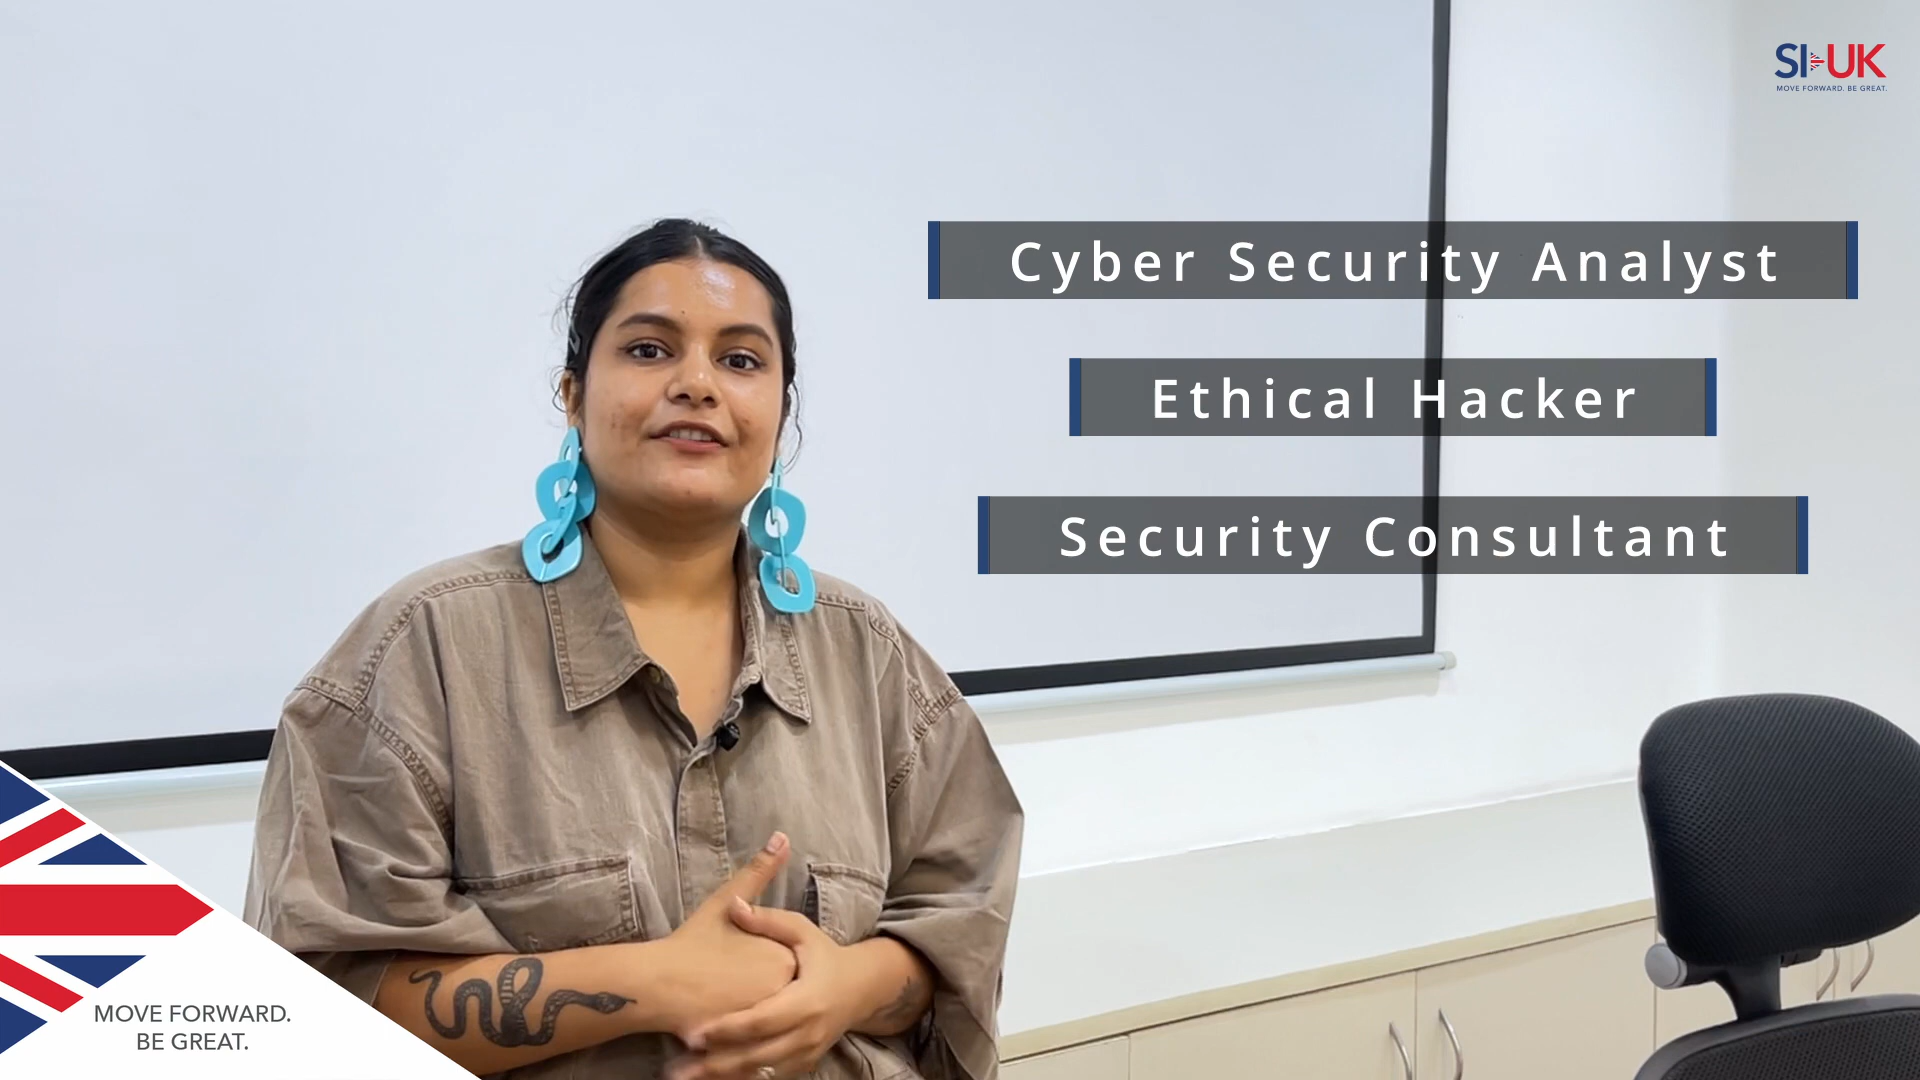 SI-UK
MOVE FORWARD. BE GREAT.
Cyber Security Analyst
Ethical Hacker
Security Consultant
MOVE FORWARD.
BE GREAT.